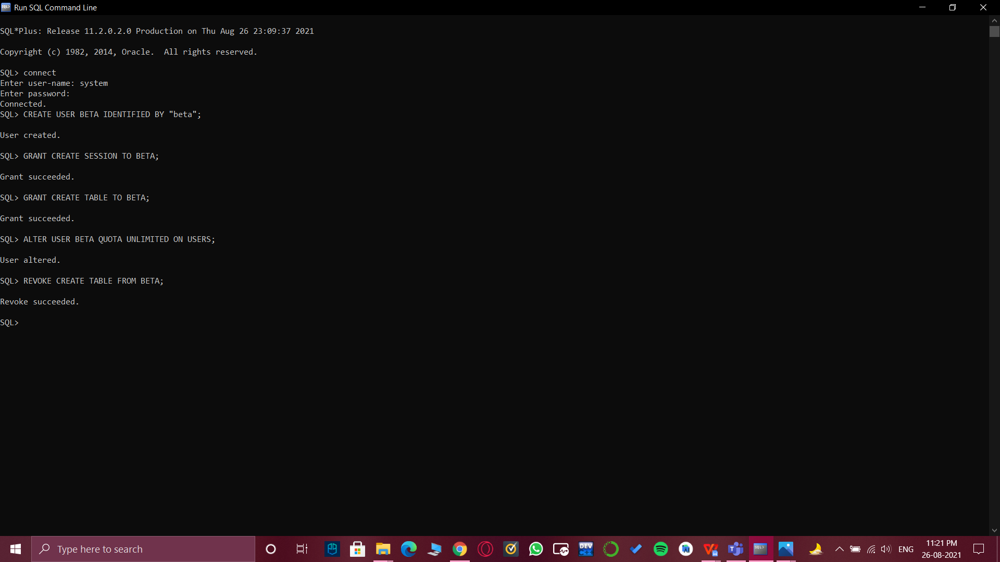 Run SQL Command Line
SQL*Plus: Release 11.2.0.2.0 Production on Thu Aug 26 23:09:37 2021
Copyright (c) 1982, 2014, Oracle.  All rights reserved.
SQL> connect
Enter user-name: system
Enter password:
Connected.
SQL> CREATE USER BETA IDENTIFIED BY "beta";
User created.
SQL> GRANT CREATE SESSION TO BETA;
Grant succeeded.
SQL> GRANT CREATE TABLE TO BETA;
Grant succeeded.
SQL> ALTER USER BETA QUOTA UNLIMITED ON USERS;
User altered.
SQL> REVOKE CREATE TABLE FROM BETA;
Revoke succeeded.
SQL>
Type here to search
DEV
ENG
11:21 PM
26-08-2021